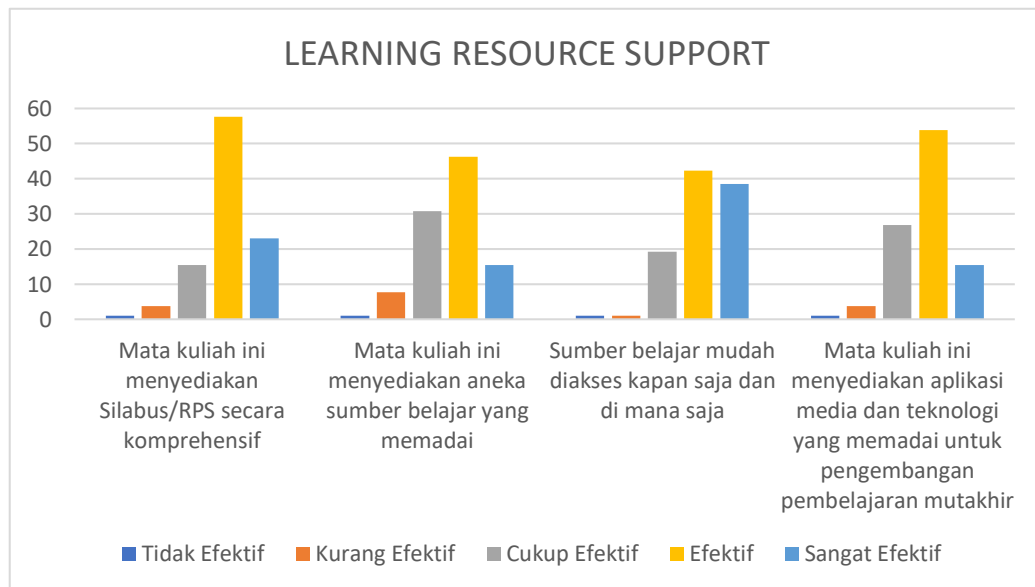 LEARNING RESOURCE SUPPORT
60
50
40
30
20
10
0
Mata kuliah ini
menyediakan
Silabus/RPS secara
komprehensif
Mata kuliah ini
menyediakan aneka
sumber belajar yang
memadai
Sumber belajar mudah
diakses kapan saja dan
di mana saja
Mata kuliah ini
menyediakan aplikasi
media dan teknologi
yang memadai untuk
pengembangan
pembelajaran mutakhir
Tidak Efektif
Kurang Efektif
Cukup Efektif
Efektif
Sangat Efektif